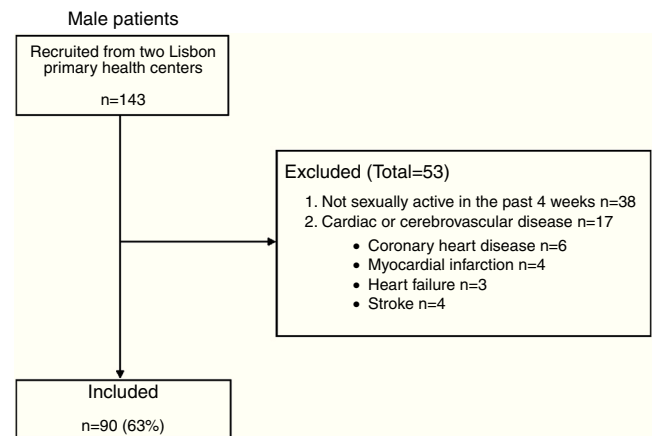 Male patients
Recruited from two Lisbon
primary health centers
n=143
Excluded (Total=53)
1. Not sexually active in the past 4 weeks n=38
2. Cardiac or cerebrovascular disease n=17
• Coronary heart disease n=6
• Myocardial infarction n=4
• Heart failure n=3
• Stroke n=4
Included
n=90 (63%)